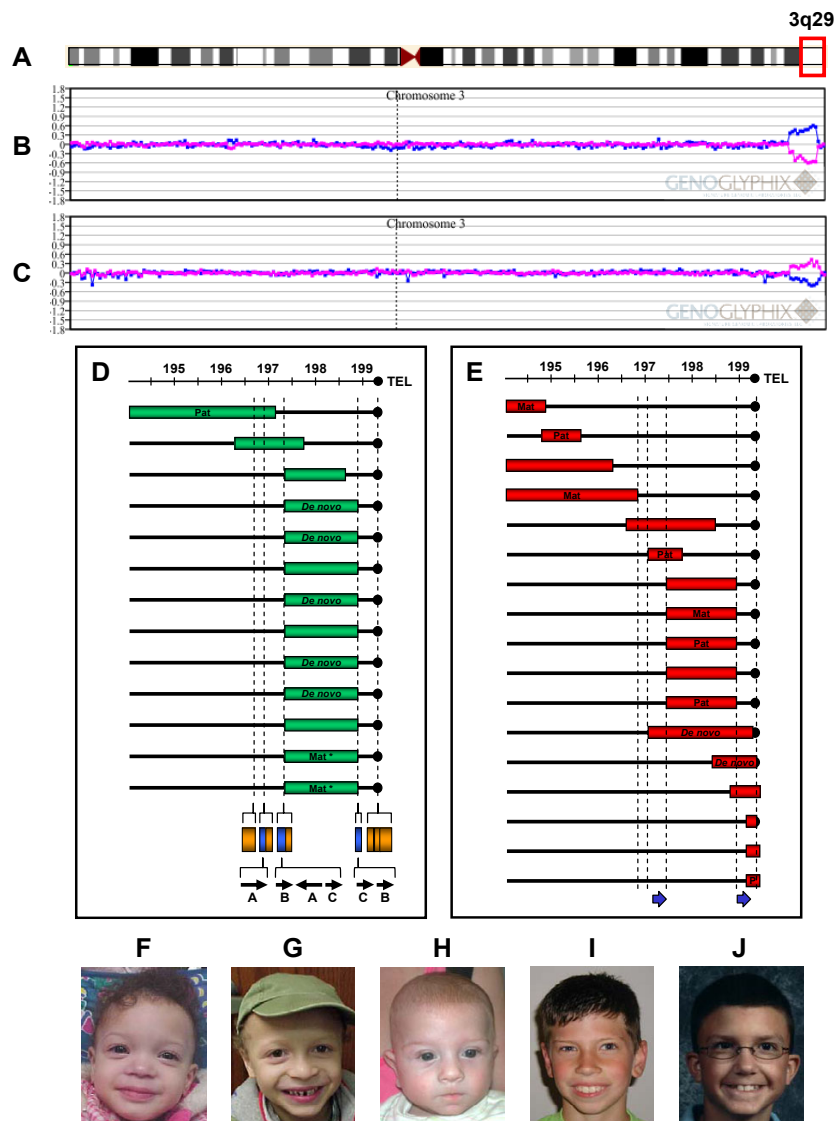 3q29
A
B
1.8
1.5
1.2
0.9
0.6
0.3
0
-0.3
-0.6
-0.9
-1.2
-1.5
-1.8
Chromosome 3
GENOGLYPHIX
C
1.8
1.5
1.2
0.9
0.6
0.3
0
-0.3
-0.6
-0.9
-1.2
-1.5
-1.8
Chromosome 3
GENOGLYPHIX
D
195 196 197 198 199
TEL
Pat
De novo
De novo
De novo
De novo
De novo
Mat *
Mat *
A B A C C B
E
195 196 197 198 199
TEL
Mat
Pat
Mat
Pat
Mat
Pat
Pat
De novo
De novo
P
F G H I J